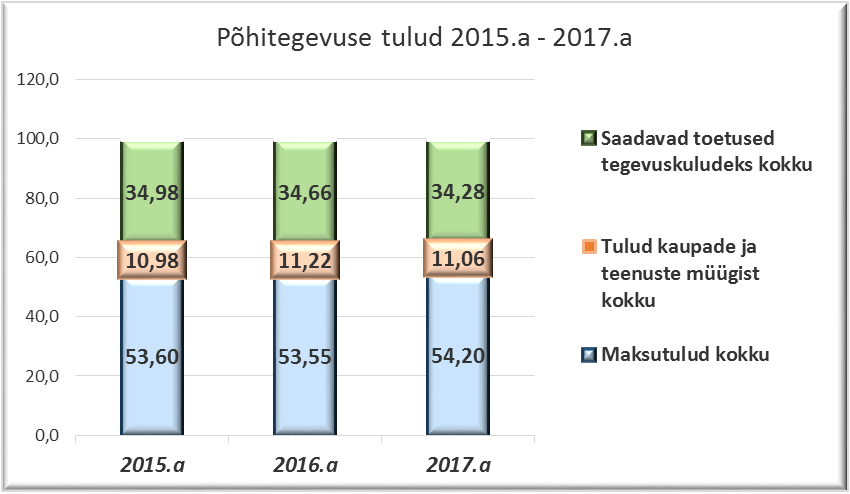 Põhitegevuse tulud 2015.a - 2017.a
120,0
100,0
80,0
60,0
40,0
20,0
0,0
34,98
34,66
34,28
10,98
11,22
11,06
53,60
53,55
54,20
2015.a
2016.a
2017.a
Saadavad toetused
tegevuskuludeks kokku
Tulud kaupade ja
teenuste müügist
kokku
Maksutulud kokku